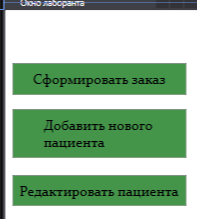 Окно лаборанта
Сформировать заказ
Добавить нового
пациента
Редактировать пациента